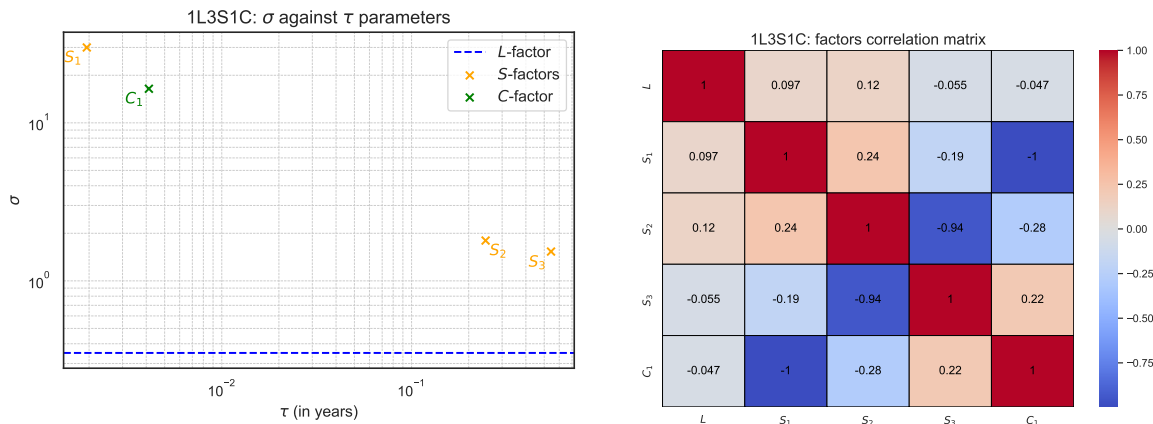 1L3S1C: σ against τ parameters
L-factor
S-factors
C-factor
S₁
C₁
S₂
S₃
10¹
10⁰
σ
10⁻²
10⁻¹
τ (in years)
1L3S1C: factors correlation matrix
L
1
0.097
0.12
-0.055
-0.047
S₁
0.097
1
0.24
-0.19
-1
S₂
0.12
0.24
1
-0.94
-0.28
S₃
-0.055
-0.19
-0.94
1
0.22
C₁
-0.047
-1
-0.28
0.22
1
L
S₁
S₂
S₃
C₁
1.00
0.75
0.50
0.25
0.00
-0.25
-0.50
-0.75